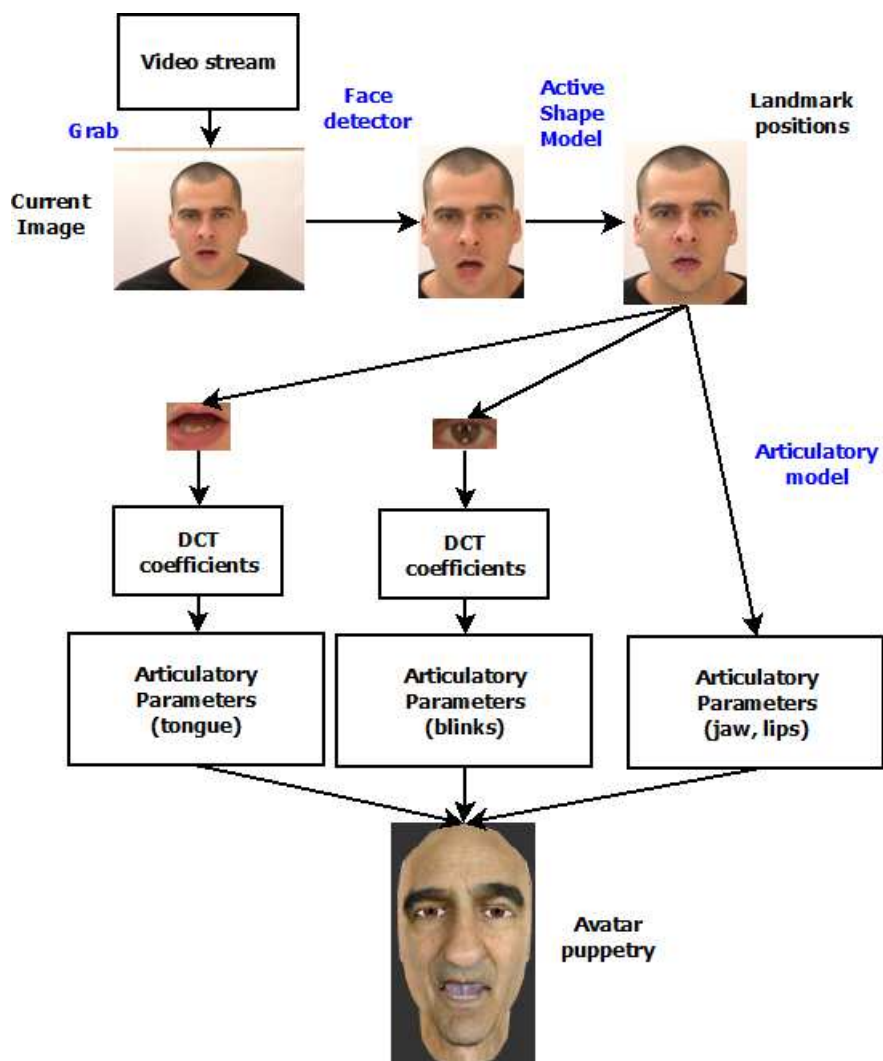 Video stream
Grab
Face
detector
Active
Shape
Model
Landmark
positions
Current
Image
Articulatory
model
DCT
coefficients
DCT
coefficients
Articulatory
Parameters
(tongue)
Articulatory
Parameters
(blinks)
Articulatory
Parameters
(jaw, lips)
Avatar
puppetry